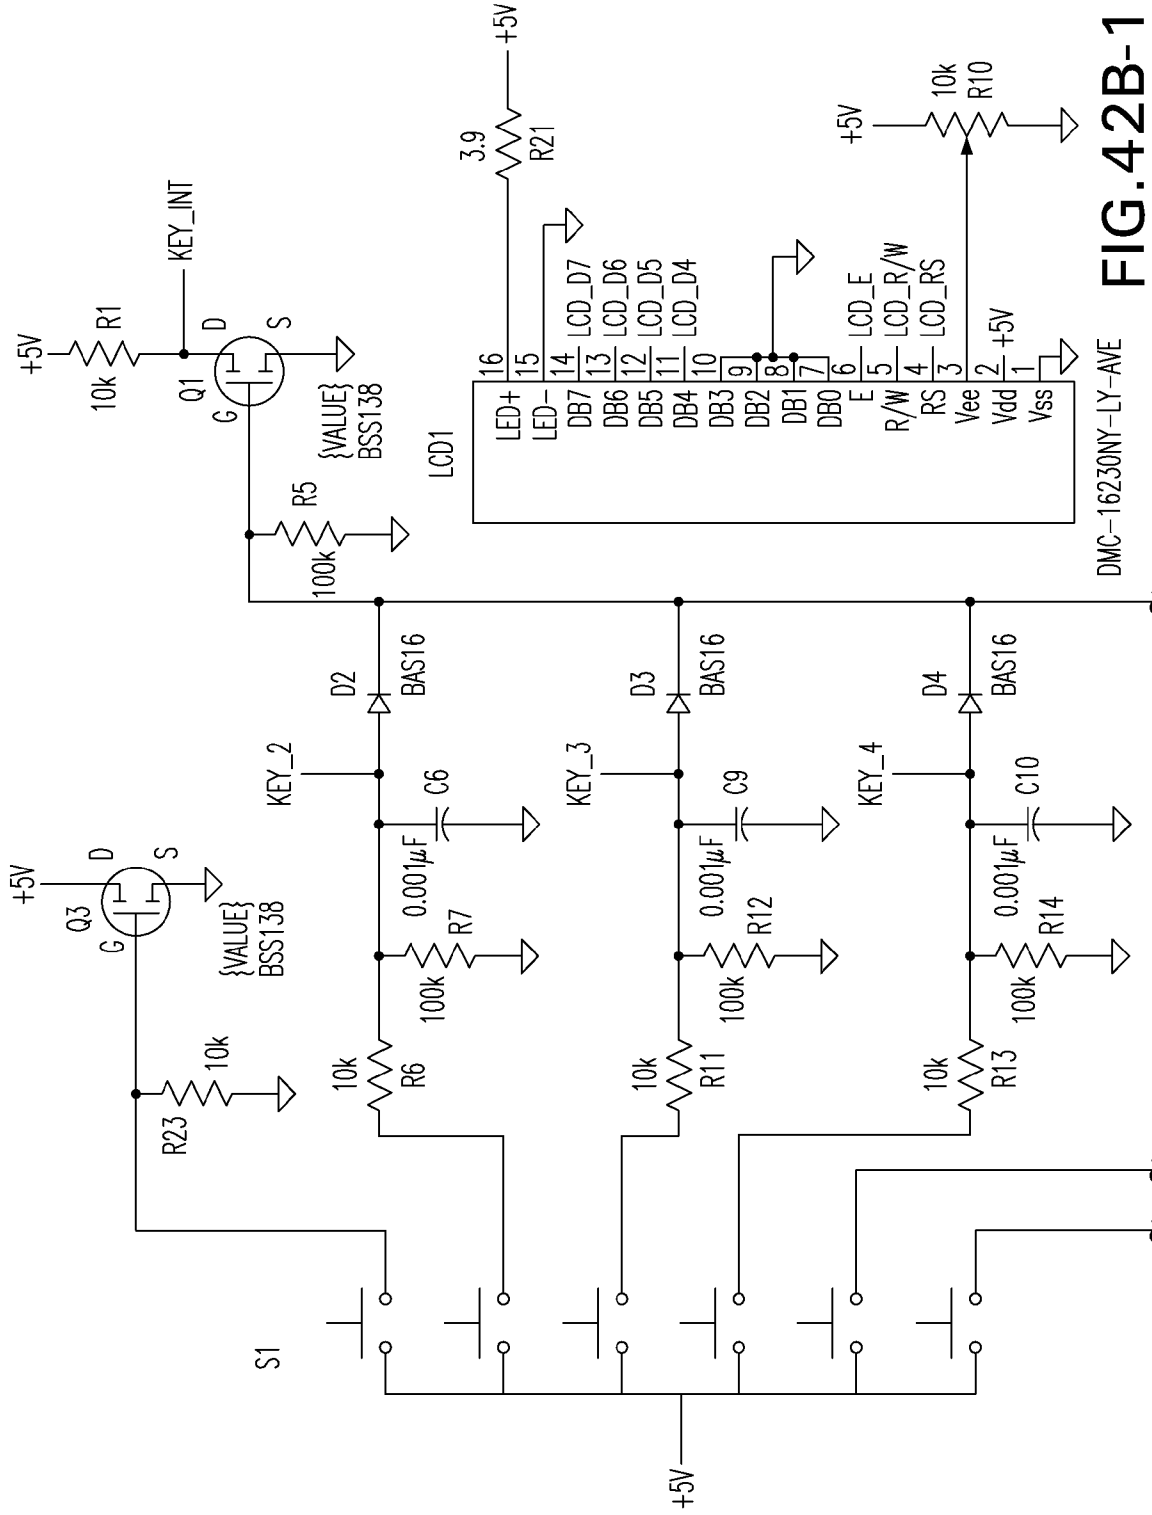 +5V
S1
R23
10k
+5V
Q3
D
S
G
{VALUE}
BSS138
+5V
R1
10k
KEY_INT
Q1
D
S
G
{VALUE}
BSS138
R5
100k
10k
R6
R7
100k
0.001µF
C6
KEY_2
D2
BAS16
10k
R11
R12
100k
0.001µF
C9
KEY_3
D3
BAS16
10k
R13
R14
100k
0.001µF
C10
KEY_4
D4
BAS16
LCD1
LED+ 16
LED- 15
DB7 14 LCD_D7
DB6 13 LCD_D6
DB5 12 LCD_D5
DB4 11 LCD_D4
DB3 10
DB2 9
DB1 8
DB0 7
E 6 LCD_E
R/W 5 LCD_R/W
RS 4 LCD_RS
Vee 3
Vdd 2 +5V
Vss 1
DMC-16230NY-LY-AVE
3.9
R21
+5V
+5V
10k
R10
FIG.42B-1